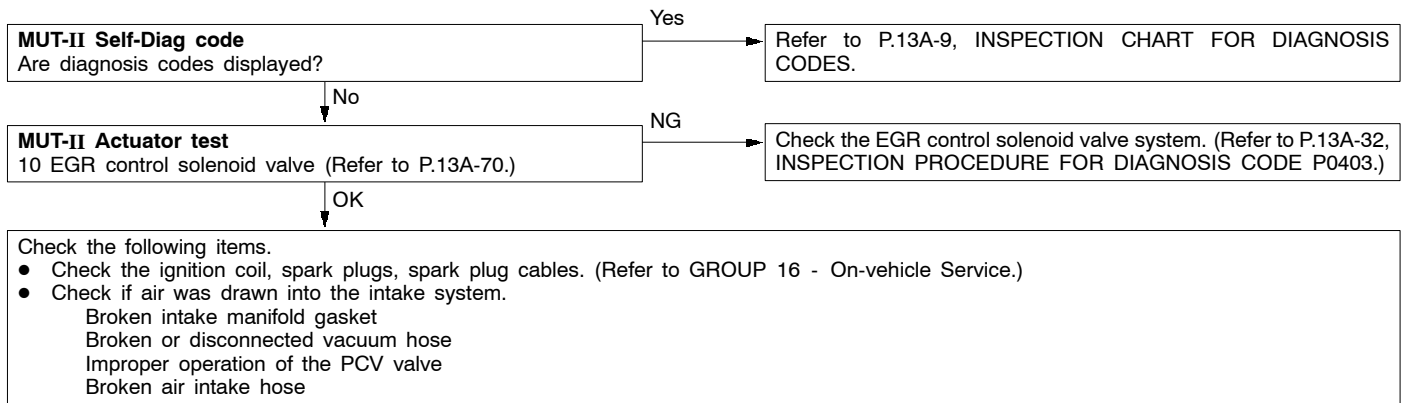 Yes
MUT-II Self-Diag code
Are diagnosis codes displayed?
Refer to P.13A-9, INSPECTION CHART FOR DIAGNOSIS
CODES.
No
NG
MUT-II Actuator test
10 EGR control solenoid valve (Refer to P.13A-70.)
Check the EGR control solenoid valve system. (Refer to P.13A-32,
INSPECTION PROCEDURE FOR DIAGNOSIS CODE P0403.)
OK
Check the following items.
● Check the ignition coil, spark plugs, spark plug cables. (Refer to GROUP 16 - On-vehicle Service.)
● Check if air was drawn into the intake system.
Broken intake manifold gasket
Broken or disconnected vacuum hose
Improper operation of the PCV valve
Broken air intake hose